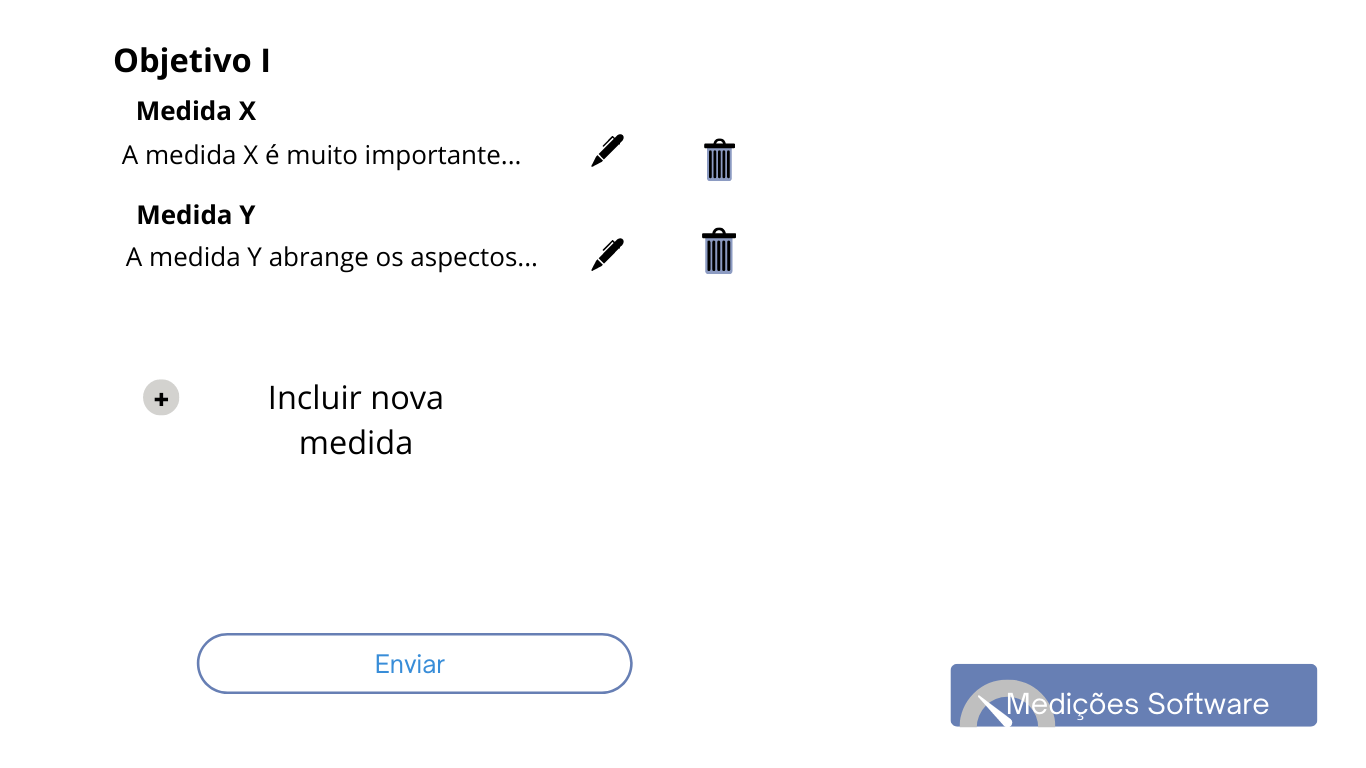 Objetivo I
Medida X
A medida X é muito importante...
Medida Y
A medida Y abrange os aspectos...
+
Incluir nova
medida
Enviar
Medições Software